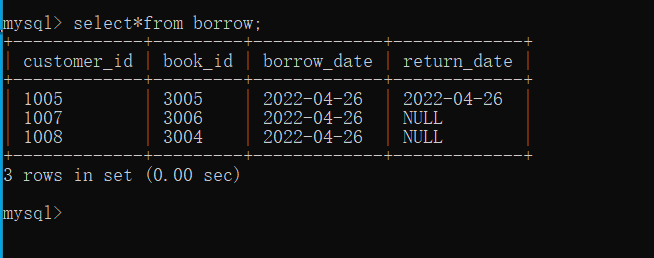 mysql> select*from borrow;
+-------------+---------+-------------+-------------+
| customer_id | book_id | borrow_date | return_date |
+-------------+---------+-------------+-------------+
| 1005        | 3005    | 2022-04-26  | 2022-04-26  |
| 1007        | 3006    | 2022-04-26  | NULL        |
| 1008        | 3004    | 2022-04-26  | NULL        |
+-------------+---------+-------------+-------------+
3 rows in set (0.00 sec)
mysql>